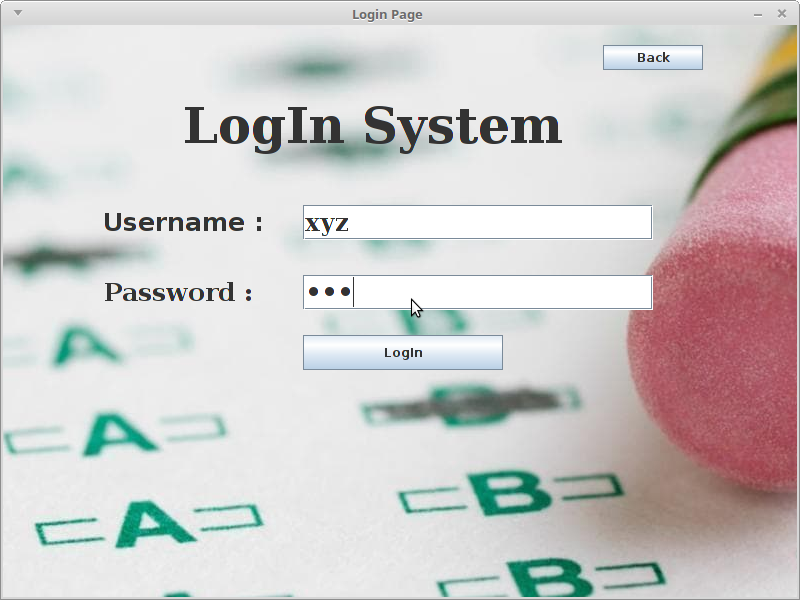 Login Page
Back
LogIn System
Username :
xyz
Password :
•••
LogIn
A
B
A
B
A
B